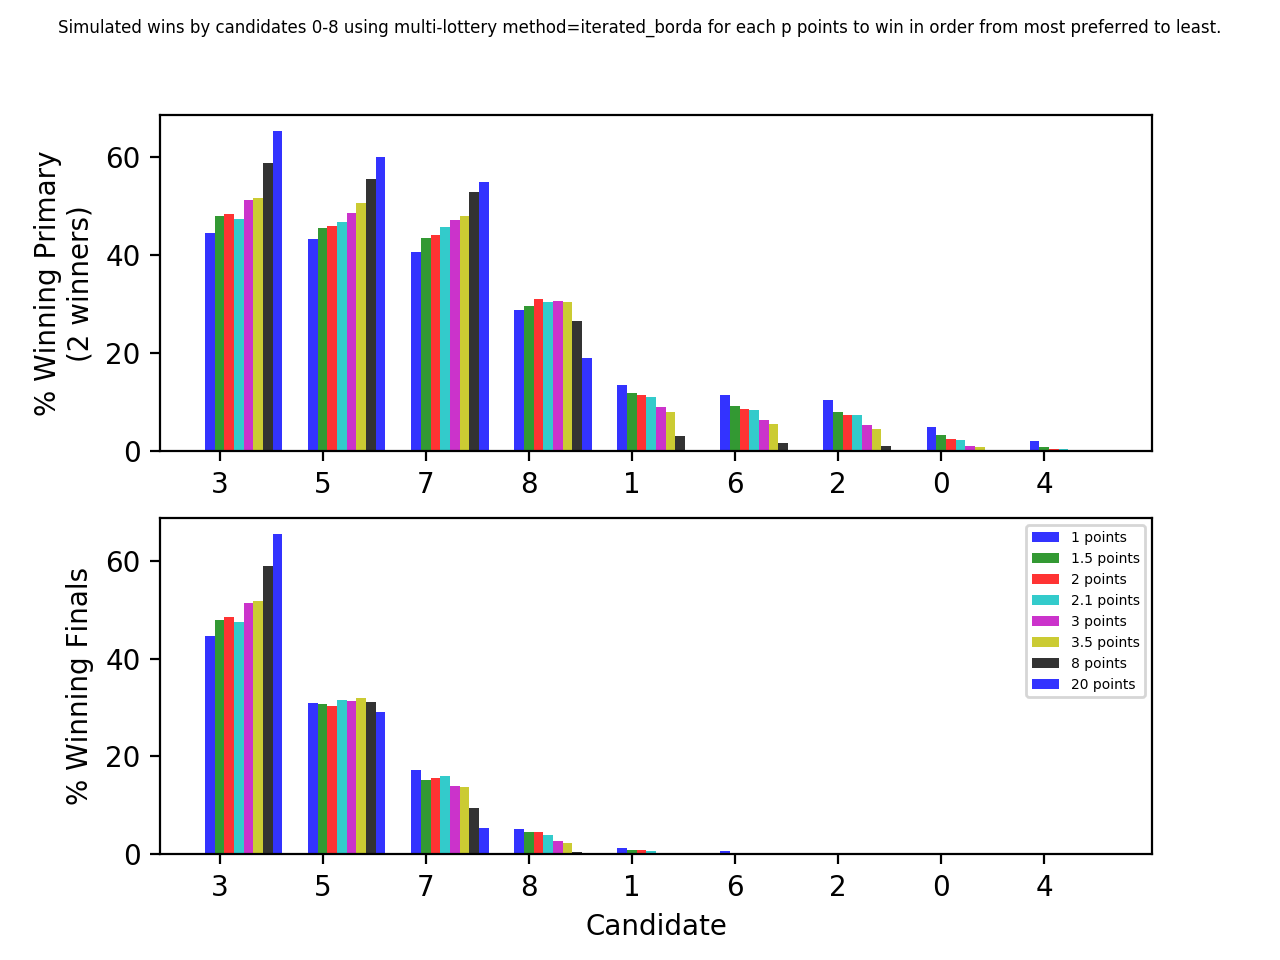 Simulated wins by candidates 0-8 using multi-lottery method=iterated_borda for each p points to win in order from most preferred to least.
% Winning Primary
(2 winners)
60
40
20
0
3 5 7 8 1 6 2 0 4
% Winning Finals
60
40
20
0
1 points
1.5 points
2 points
2.1 points
3 points
3.5 points
8 points
20 points
3 5 7 8 1 6 2 0 4
Candidate